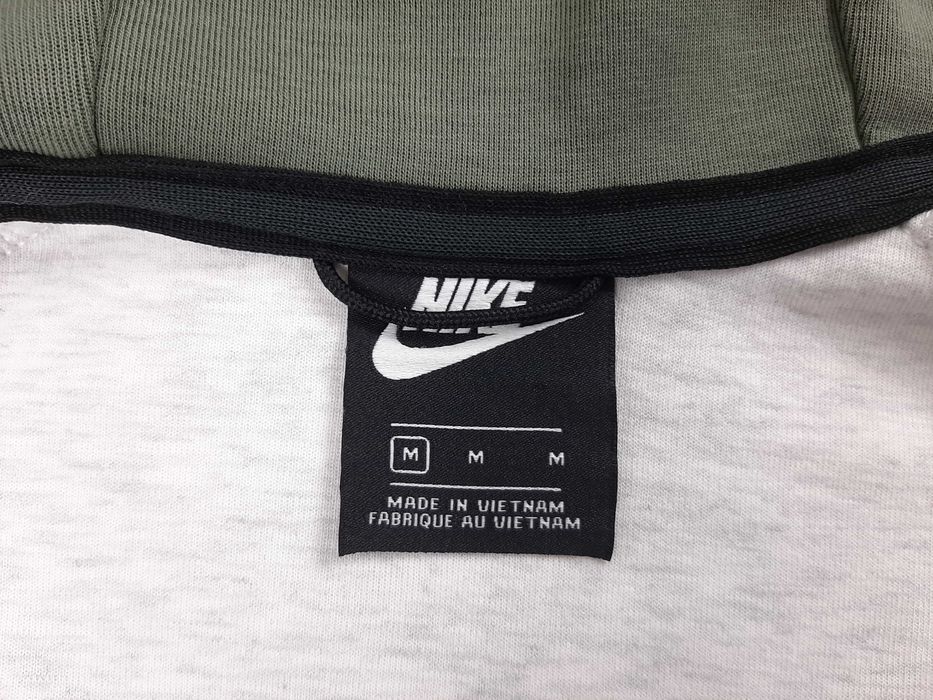 NIKE
M M M
MADE IN VIETNAM
FABRIQUE AU VIETNAM